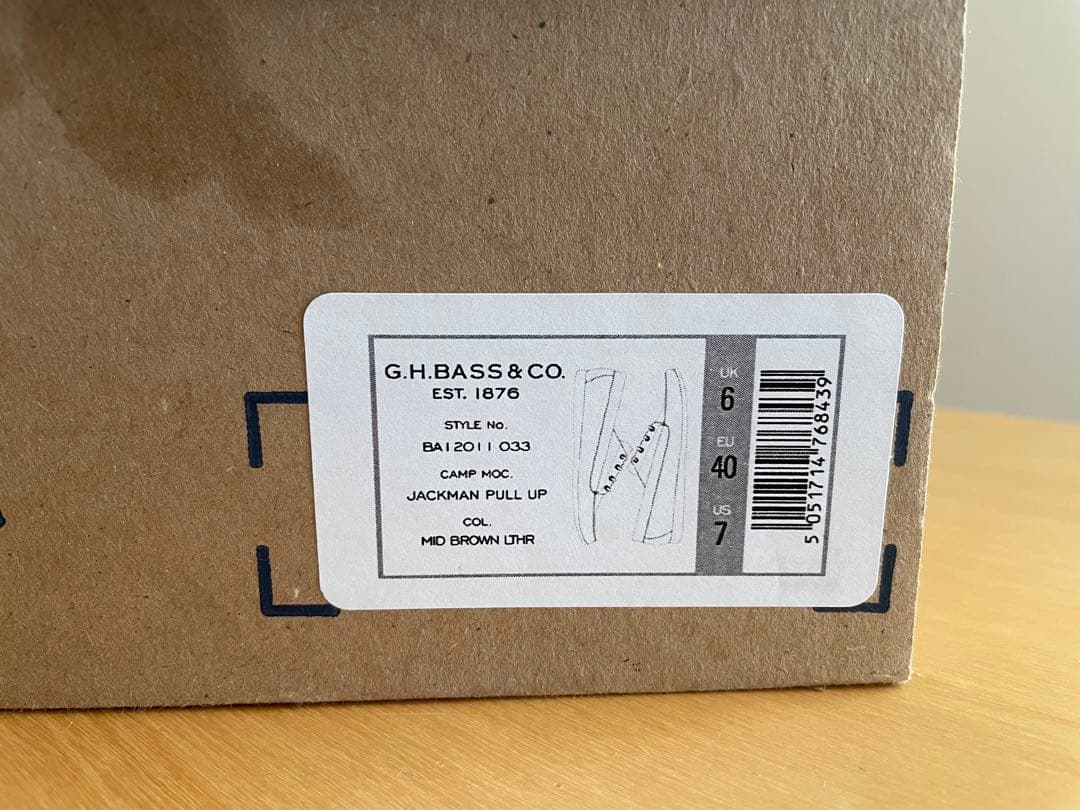 G.H.BASS & CO.
EST. 1876
STYLE No.
BA12011 033
CAMP MOC.
JACKMAN PULL UP
COL.
MID BROWN LTHR
UK
6
EU
40
US
7
5 051714 768439